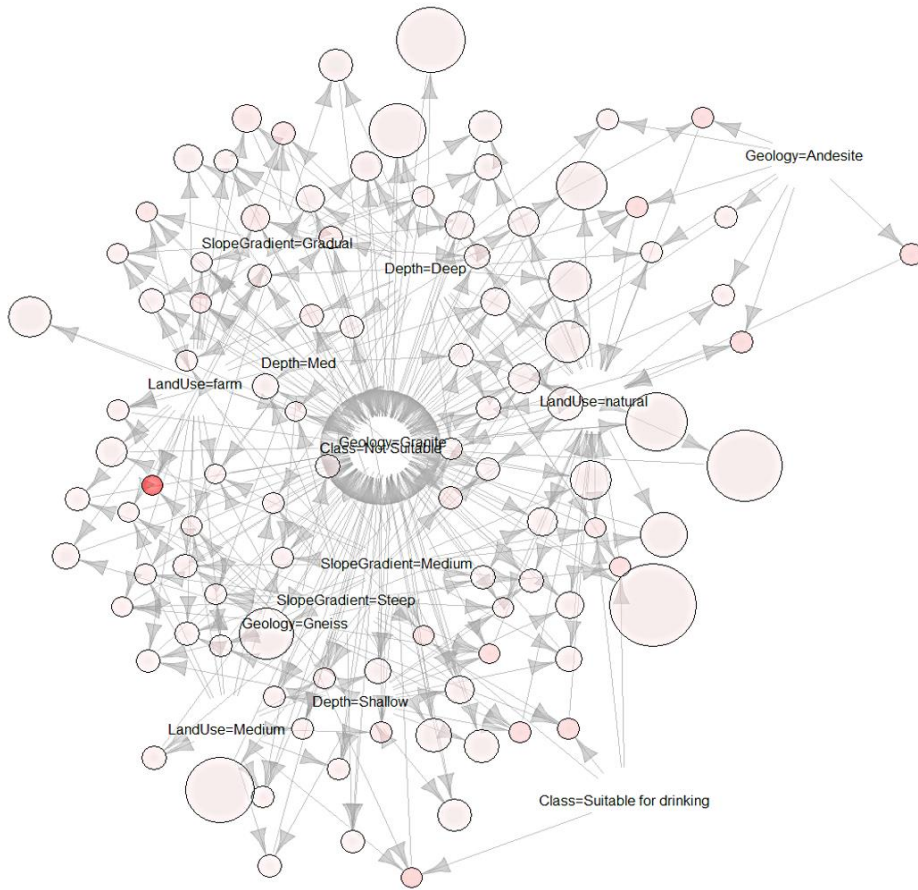 Geology=Andesite
SlopeGradient=Gradual
Depth=Deep
Depth=Med
LandUse=farm
LandUse=natural
Geology=Granite
Class=Not Suitable
SlopeGradient=Medium
SlopeGradient=Steep
Geology=Gneiss
Depth=Shallow
LandUse=Medium
Class=Suitable for drinking